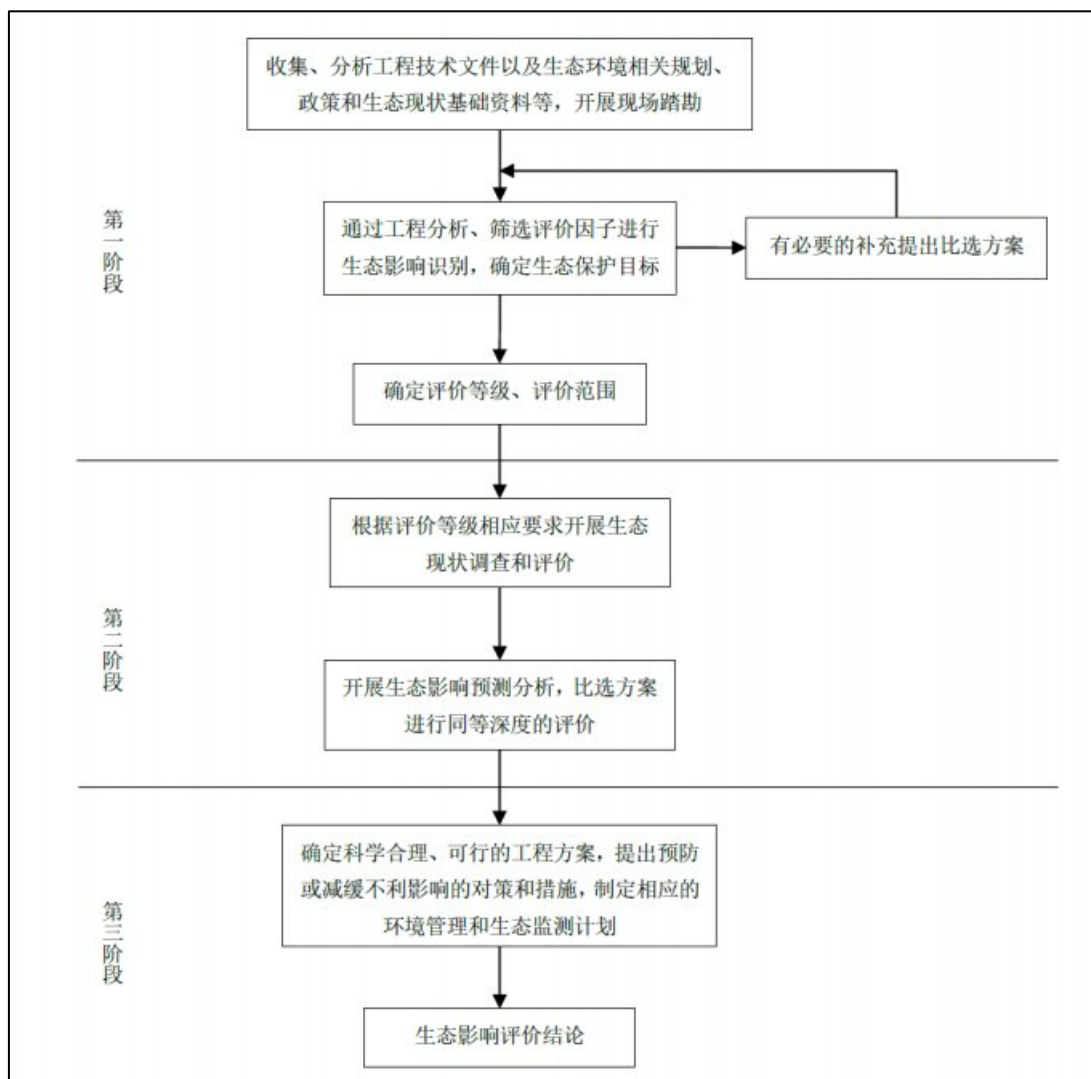 收集、分析工程技术文件以及生态环境相关规划、
政策和生态现状基础资料等，开展现场踏勘
第一阶段
通过工程分析、筛选评价因子进行
生态影响识别，确定生态保护目标
有必要的补充提出比选方案
确定评价等级、评价范围
第二阶段
根据评价等级相应要求开展生态
现状调查和评价
开展生态影响预测分析，比选方案
进行同等深度的评价
第三阶段
确定科学合理、可行的工程方案，提出预防
或减缓不利影响的对策和措施，制定相应的
环境管理和生态监测计划
生态影响评价结论